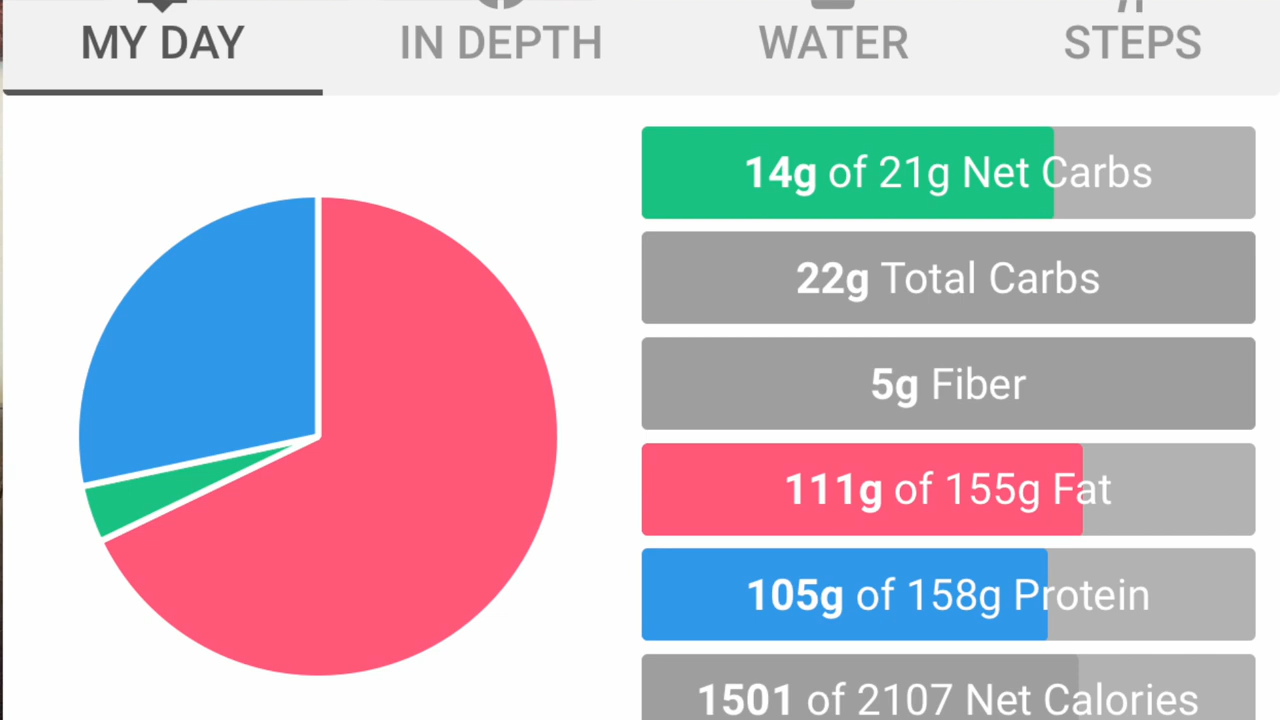 MY DAY IN DEPTH WATER STEPS
14g of 21g Net Carbs
22g Total Carbs
5g Fiber
111g of 155g Fat
105g of 158g Protein
1501 of 2107 Net Calories